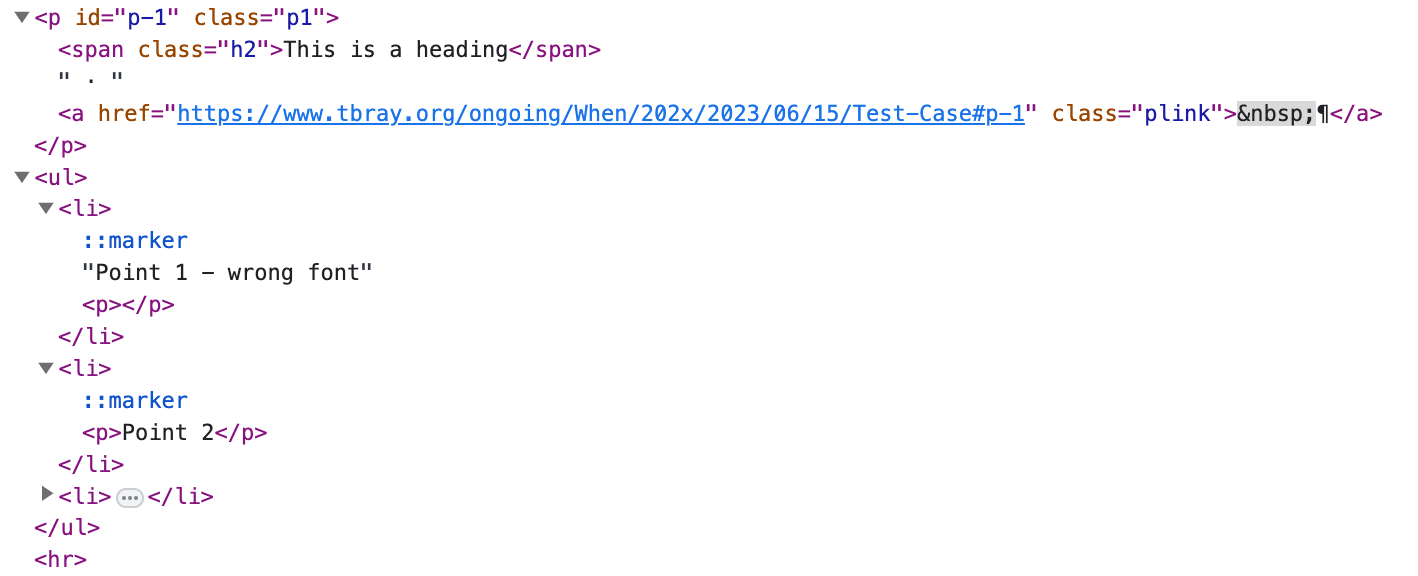 <p id="p-1" class="p1">
<span class="h2">This is a heading</span>
" . "
<a href="https://www.tbray.org/ongoing/When/202x/2023/06/15/Test-Case#p-1" class="plink">&nbsp;¶</a>
</p>
<ul>
<li>
::marker
"Point 1 – wrong font"
<p></p>
</li>
<li>
::marker
<p>Point 2</p>
</li>
<li>…</li>
</ul>
<hr>